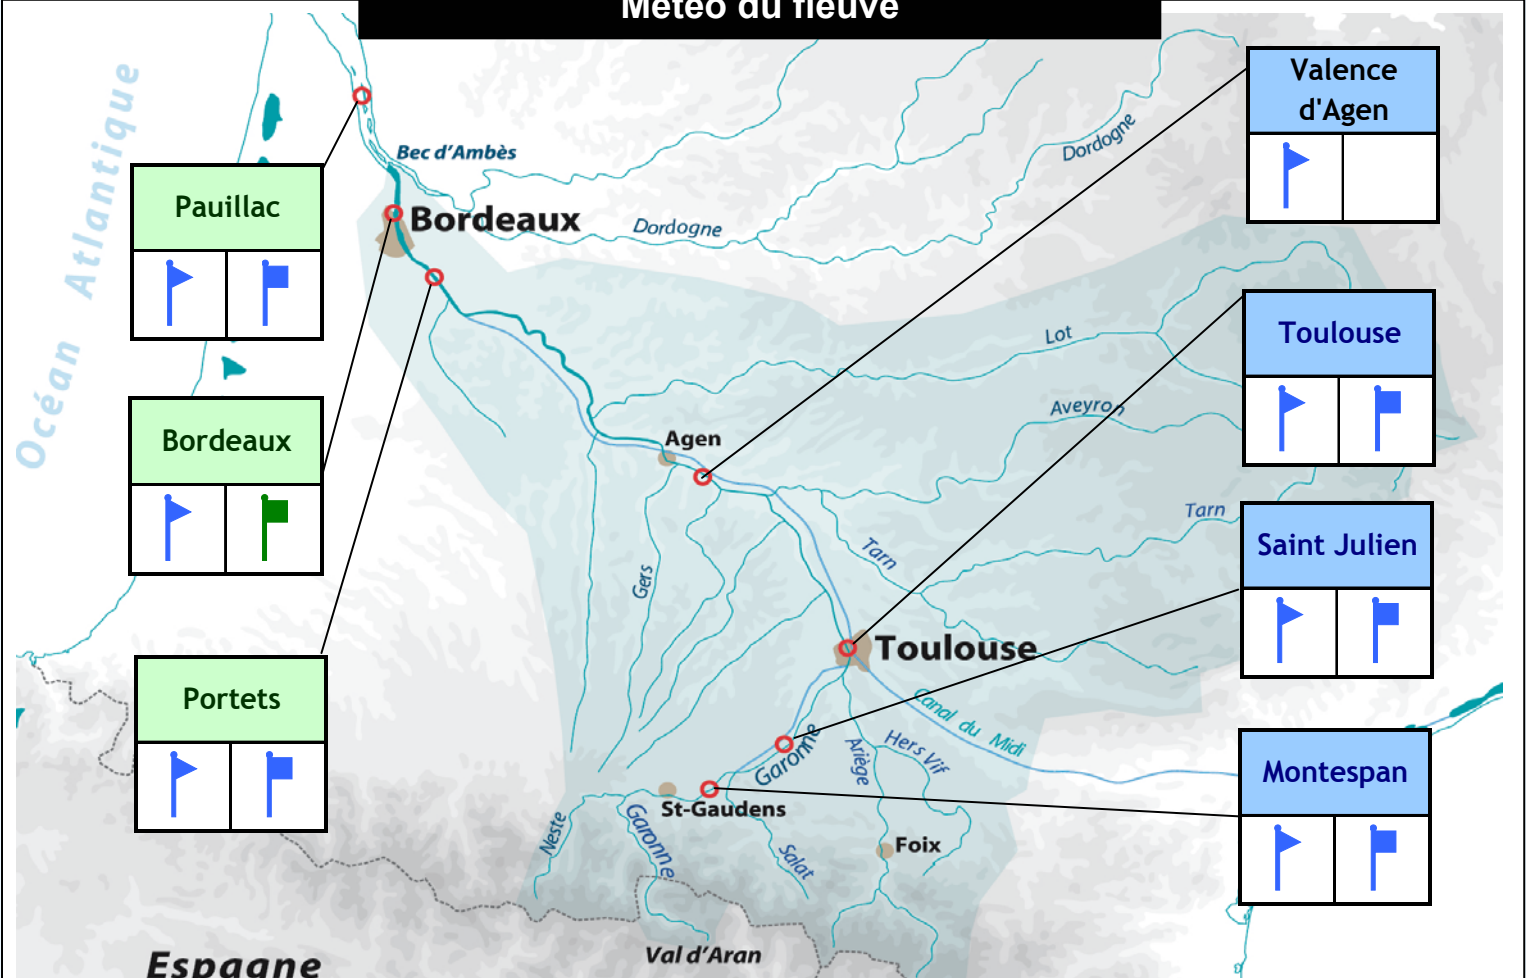 Météo du fleuve
Océan Atlantique
Bec d'Ambès
Bordeaux
Pauillac
Bordeaux
Portets
Dordogne
Dordogne
Valence
d'Agen
Toulouse
Saint Julien
Montespan
Lot
Aveyron
Agen
Tarn
Tarn
Gers
Toulouse
Canal du Midi
Garonne
Ariège
Hers Vif
St-Gaudens
Neste
Garonne
Salat
Foix
Val d'Aran
Espagne